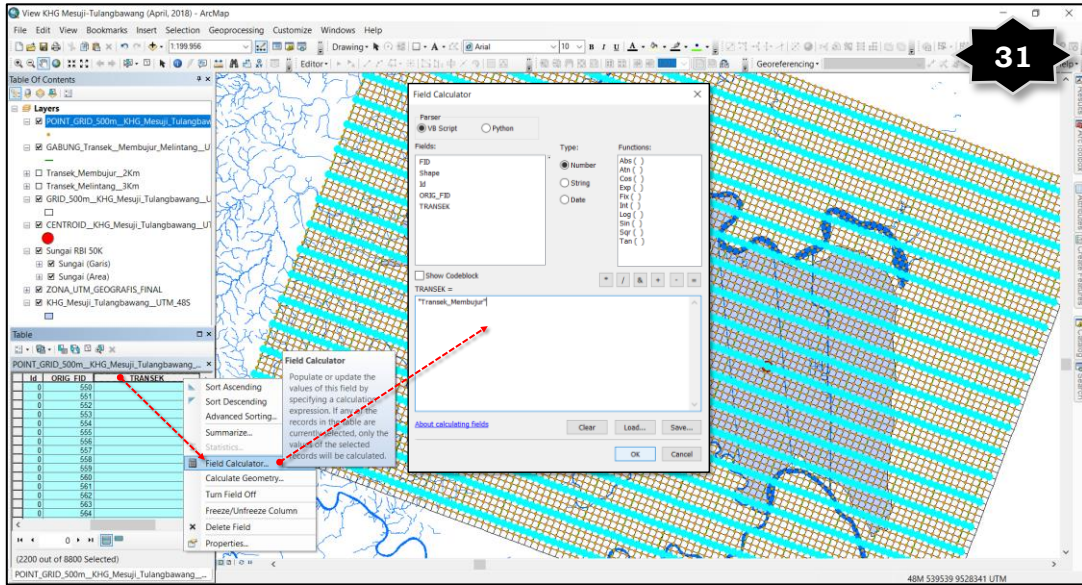 View KHG Mesuji-Tulangbawang (April, 2018) - ArcMap
File Edit View Bookmarks Insert Selection Geoprocessing Customize Windows Help
1:199.956
Drawing
A
Arial
10
B I U A
Editor
Georeferencing
31
Table Of Contents
Layers
POINT_GRID_500m__KHG_Mesuji_Tulangbaw
GABUNG_Transek__Membujur_Melintang__U
Transek_Membujur__2Km
Transek_Melintang__3Km
GRID_500m__KHG_Mesuji_Tulangbawang__U
CENTROID__KHG_Mesuji_Tulangbawang__UT
Sungai RBI 50K
Sungai (Garis)
Sungai (Area)
ZONA_UTM_GEOGRAFIS_FINAL
KHG_Mesuji_Tulangbawang__UTM_48S
Table
POINT_GRID_500m__KHG_Mesuji_Tulangbawang__...
Id ORIG_FID TRANSEK
0 550
0 551
0 552
0 553
0 554
0 555
0 556
0 557
0 558
0 559
0 560
0 561
0 562
0 563
0 564
0
(2200 out of 8800 Selected)
POINT_GRID_500m__KHG_Mesuji_Tulangbawang__...
Sort Ascending
Sort Descending
Advanced Sorting...
Summarize...
Statistics...
Field Calculator...
Calculate Geometry...
Turn Field Off
Freeze/Unfreeze Column
Delete Field
Properties...
Field Calculator
Populate or update the
values of this field by
specifying a calculation
expression. If any of the
records in the table are
currently selected, only the
values of the selected
records will be calculated.
Field Calculator
Parser
VB Script Python
Fields: Type: Functions:
FID
Shape
Id
ORIG_FID
TRANSEK
Number
String
Date
Abs ( )
Atn ( )
Cos ( )
Exp ( )
Fix ( )
Int ( )
Log ( )
Sin ( )
Sqr ( )
Tan ( )
Show Codeblock
* / & + - =
TRANSEK =
"Transek_Membujur"
About calculating fields
Clear Load... Save...
OK Cancel
48M 539539 9528341 UTM